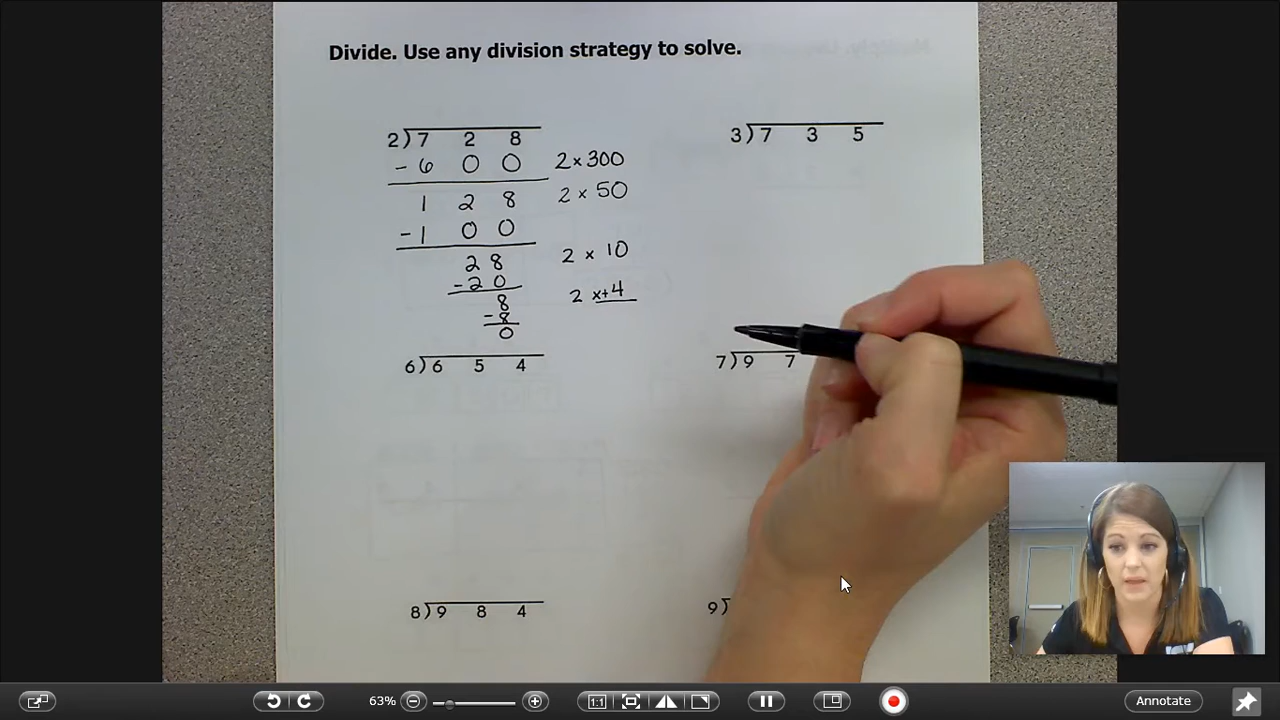 Divide. Use any division strategy to solve.
2)7 2 8
- 6 0 0 2 x 300
1 2 8 2 x 50
- 1 0 0
2 8 2 x 10
- 2 0
8 2 x+4
- 8
0
3)7 3 5
6)6 5 4
7)9 7
8)9 8 4
9)
63%
1:1
Annotate